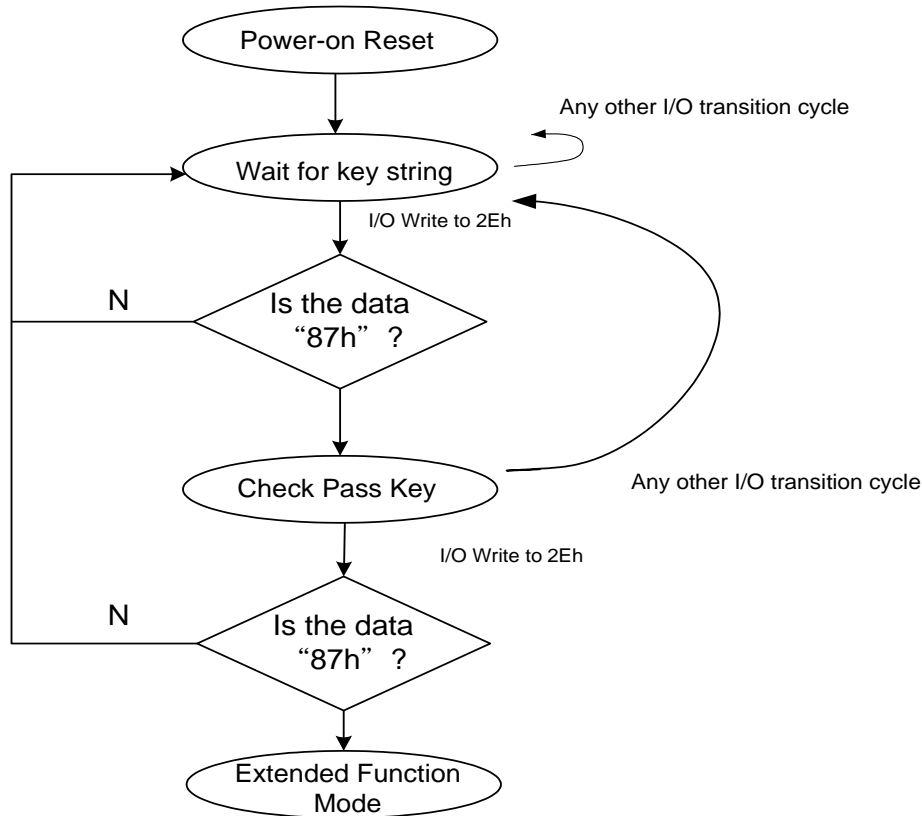 Power-on Reset
Any other I/O transition cycle
Wait for key string
I/O Write to 2Eh
N
Is the data
“87h” ?
Check Pass Key
Any other I/O transition cycle
I/O Write to 2Eh
N
Is the data
“87h” ?
Extended Function
Mode